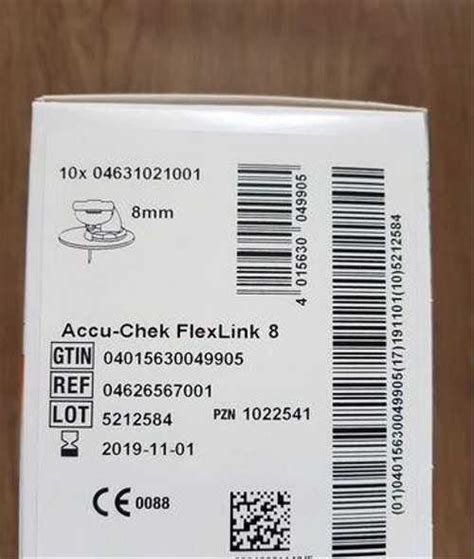 10x 04631021001
8mm
4 015630 049905
Accu-Chek FlexLink 8
GTIN 04015630049905
REF 04626567001
LOT 5212584 PZN 1022541
2019-11-01
CE 0088
(01)04015630049905(17)191101(10)5212584